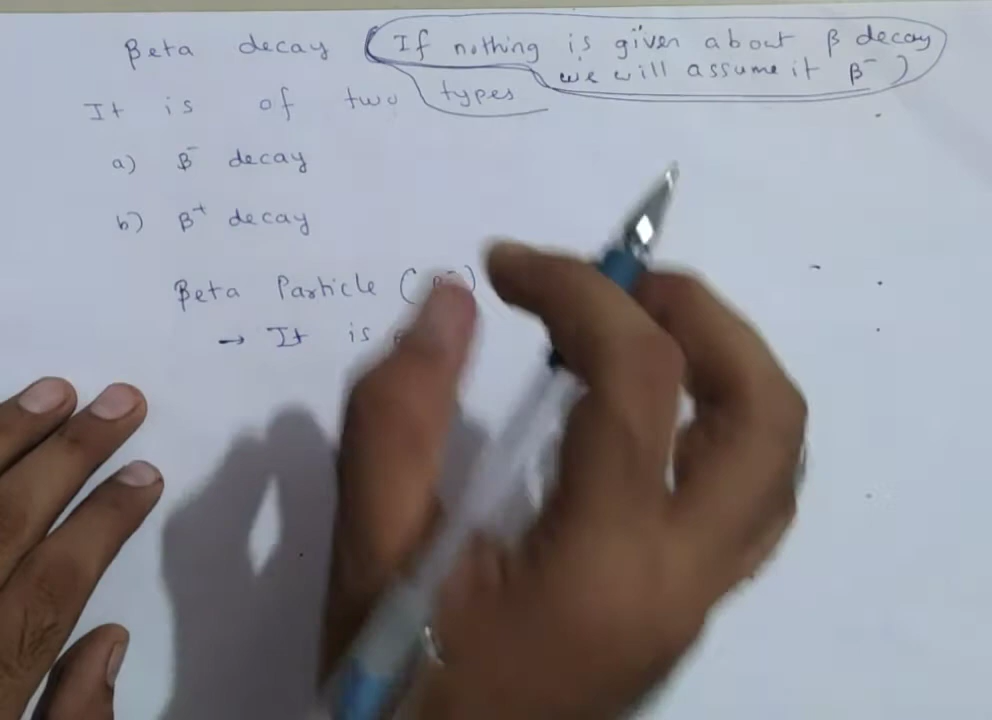 Beta decay (If nothing is given about β decay
we will assume it β⁻)
It is of two types
a) β⁻ decay
b) β⁺ decay
Beta Particle (β⁻)
→ It is